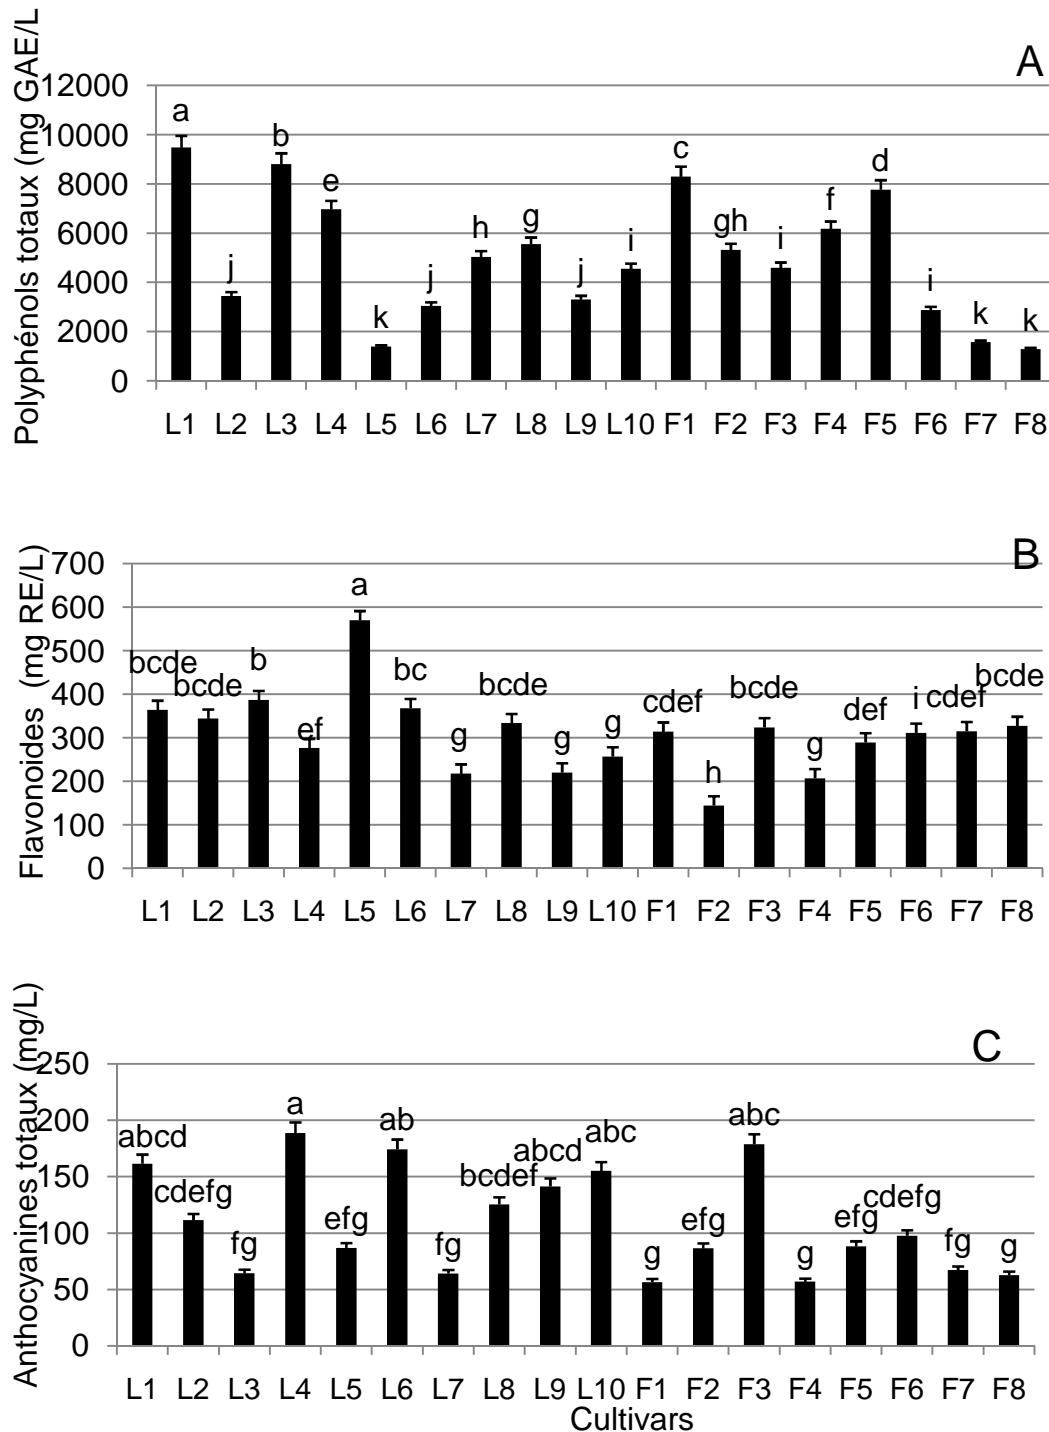 A
Polyphénols totaux (mg GAE/L
12000
10000
8000
6000
4000
2000
0
a j b e k j h g j i c gh i f d i k k
L1 L2 L3 L4 L5 L6 L7 L8 L9 L10 F1 F2 F3 F4 F5 F6 F7 F8
B
Flavonoides (mg RE/L)
700
600
500
400
300
200
100
0
bcde bcde b ef a bc g bcde g g cdef h bcde g def i cdef bcde
L1 L2 L3 L4 L5 L6 L7 L8 L9 L10 F1 F2 F3 F4 F5 F6 F7 F8
C
Anthocyanines totaux (mg/L)
250
200
150
100
50
0
abcd cdefg fg a efg ab fg bcdef abcd abc g efg abc g efg cdefg fg g
L1 L2 L3 L4 L5 L6 L7 L8 L9 L10 F1 F2 F3 F4 F5 F6 F7 F8
Cultivars